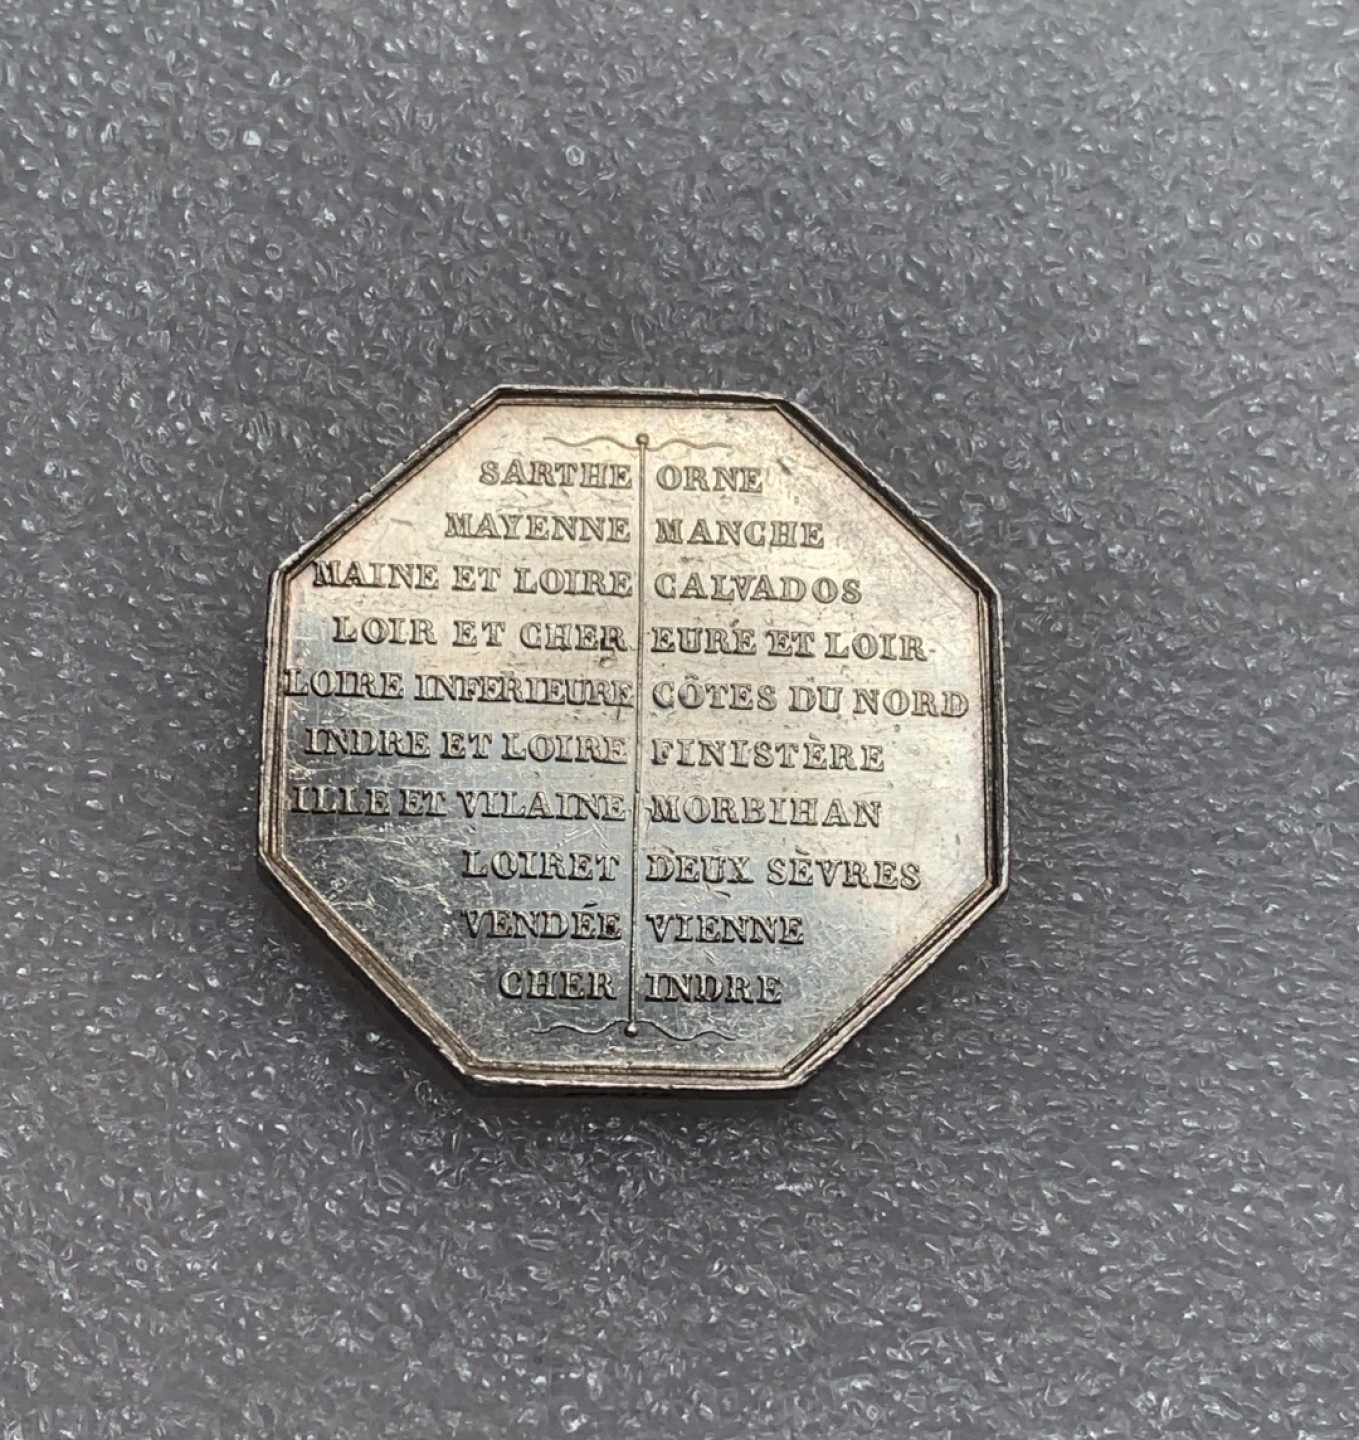 SARTHE ORNE
MAYENNE MANCHE
MAINE ET LOIRE CALVADOS
LOIR ET CHER EURE ET LOIR
LOIRE INFERIEURE CÔTES DU NORD
INDRE ET LOIRE FINISTÈRE
ILLE ET VILAINE MORBIHAN
LOIRET DEUX SÈVRES
VENDÉE VIENNE
CHER INDRE